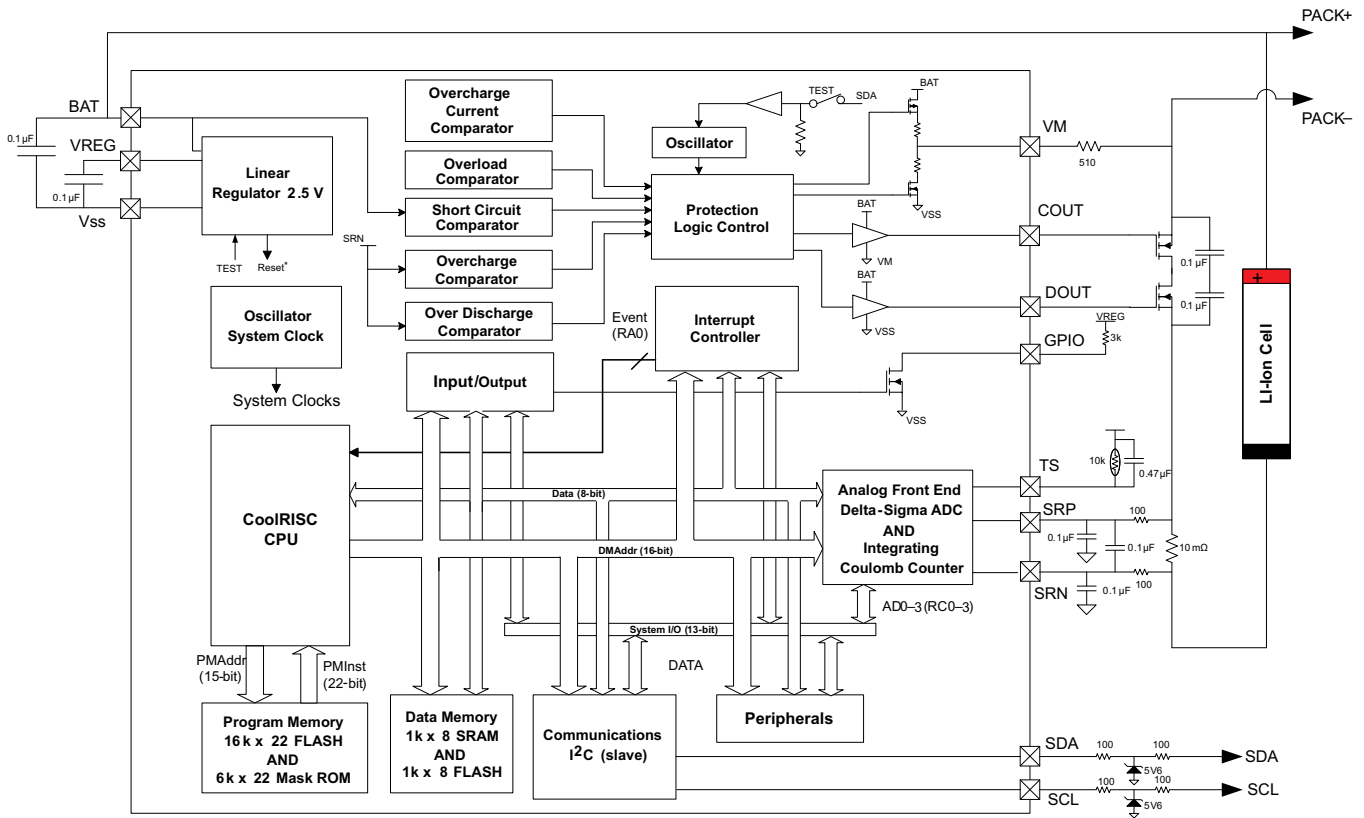 PACK+
PACK–
BAT
0.1 µF
VREG
0.1 µF
Vss
Linear
Regulator 2.5 V
TEST
Reset*
Oscillator
System Clock
System Clocks
Overcharge
Current
Comparator
Overload
Comparator
Short Circuit
Comparator
SRN
Overcharge
Comparator
Over Discharge
Comparator
TEST
SDA
Oscillator
Protection
Logic Control
BAT
VSS
BAT
VM
BAT
VSS
VM
510
COUT
0.1 µF
DOUT
0.1 µF
VREG
3k
GPIO
VSS
Event
(RA0)
Interrupt
Controller
Input/Output
LI-Ion Cell
+
CoolRISC
CPU
Data (8-bit)
DMAddr (16-bit)
System I/O (13-bit)
Analog Front End
Delta-Sigma ADC
AND
Integrating
Coulomb Counter
AD0–3 (RC0–3)
TS
10k
0.47 µF
SRP
100
0.1 µF
0.1 µF
10 mΩ
100
SRN
0.1 µF
DATA
PMAddr
(15-bit)
PMInst
(22-bit)
Program Memory
16k x 22 FLASH
AND
6k x 22 Mask ROM
Data Memory
1k x 8 SRAM
AND
1k x 8 FLASH
Communications
I2C (slave)
Peripherals
SDA
100
100
SDA
5V6
SCL
100
100
SCL
5V6